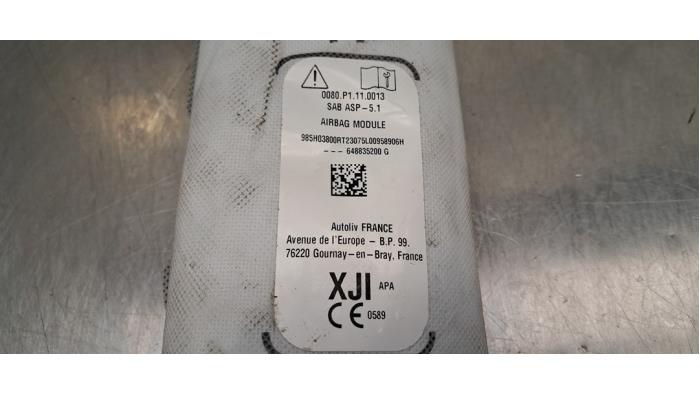 0080.P1.11.0013
SAB ASP-5.1
AIRBAG MODULE
985H03800RT23075L00958906H
--- 648835200 G
Autoliv FRANCE
Avenue de l'Europe - B.P. 99.
76220 Gournay-en-Bray, France
XJI APA
CE 0589